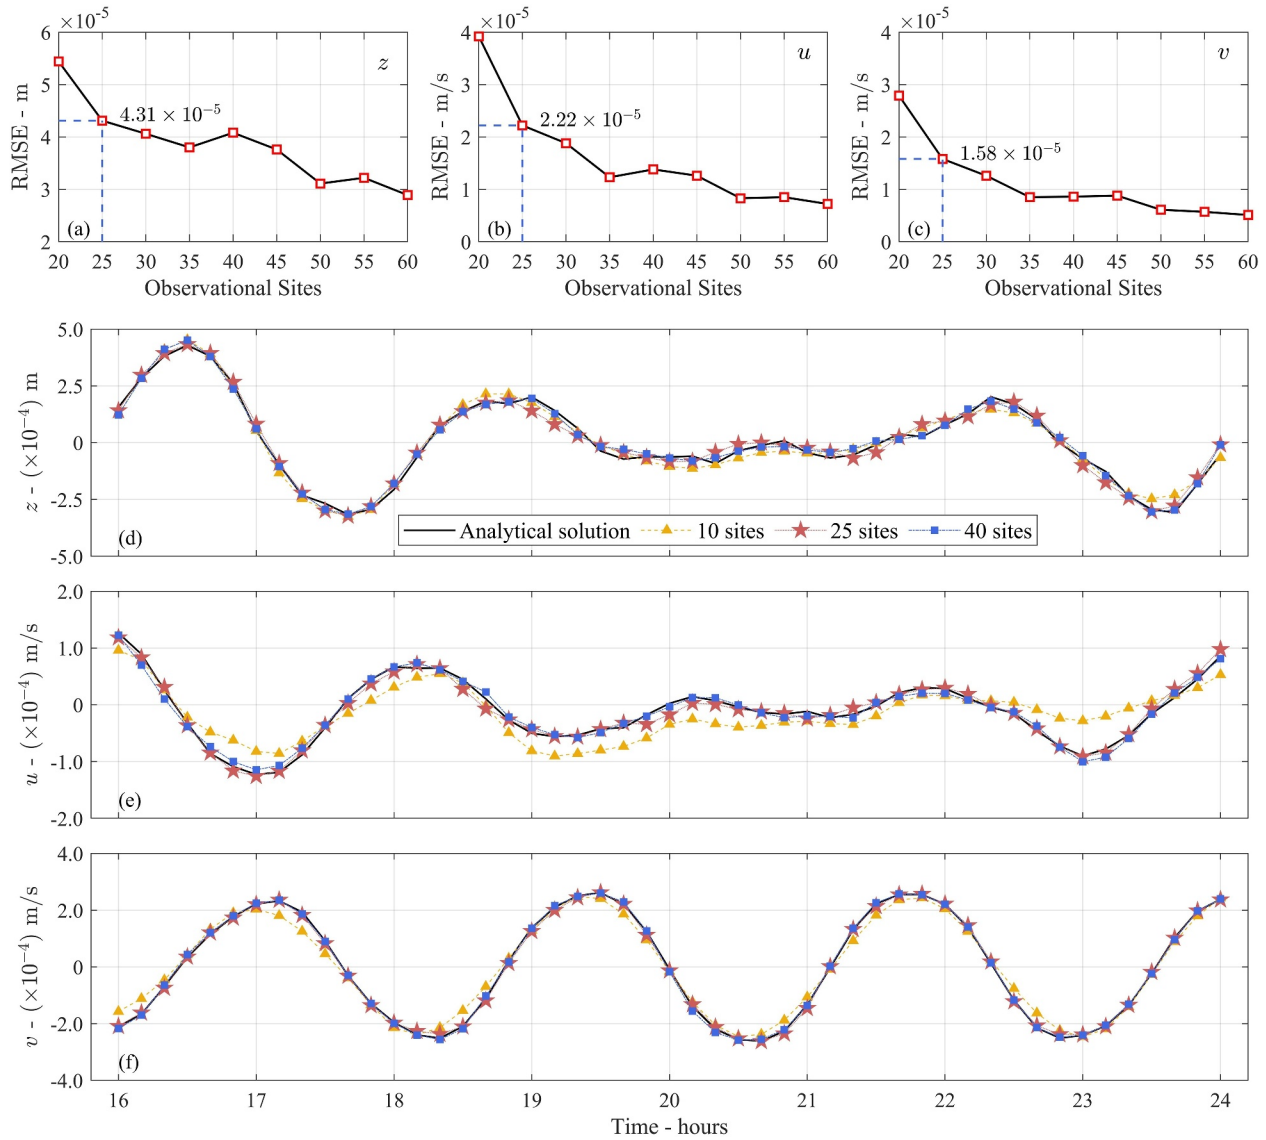 ×10⁻⁵
6
5
4
3
2
RMSE - m
z
4.31 × 10⁻⁵
(a)
20 25 30 35 40 45 50 55 60
Observational Sites
×10⁻⁵
4
3
2
1
0
RMSE - m/s
u
2.22 × 10⁻⁵
(b)
20 25 30 35 40 45 50 55 60
Observational Sites
×10⁻⁵
4
3
2
1
0
RMSE - m/s
v
1.58 × 10⁻⁵
(c)
20 25 30 35 40 45 50 55 60
Observational Sites
5.0
2.5
0
-2.5
-5.0
z - (×10⁻⁴) m
(d)
Analytical solution 10 sites 25 sites 40 sites
2.0
1.0
0
-1.0
-2.0
u - (×10⁻⁴) m/s
(e)
4.0
2.0
0
-2.0
-4.0
v - (×10⁻⁴) m/s
(f)
16 17 18 19 20 21 22 23 24
Time - hours